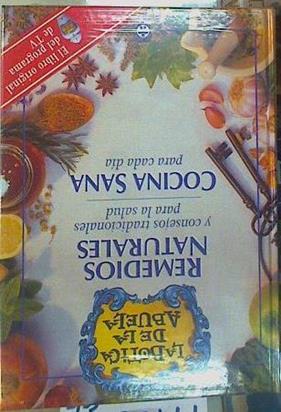 LA BOTICA
DE LA
ABUELA
REMEDIOS
NATURALES
y consejos tradicionales
para la salud
COCINA SANA
para cada día
El libro original
del programa
de TV